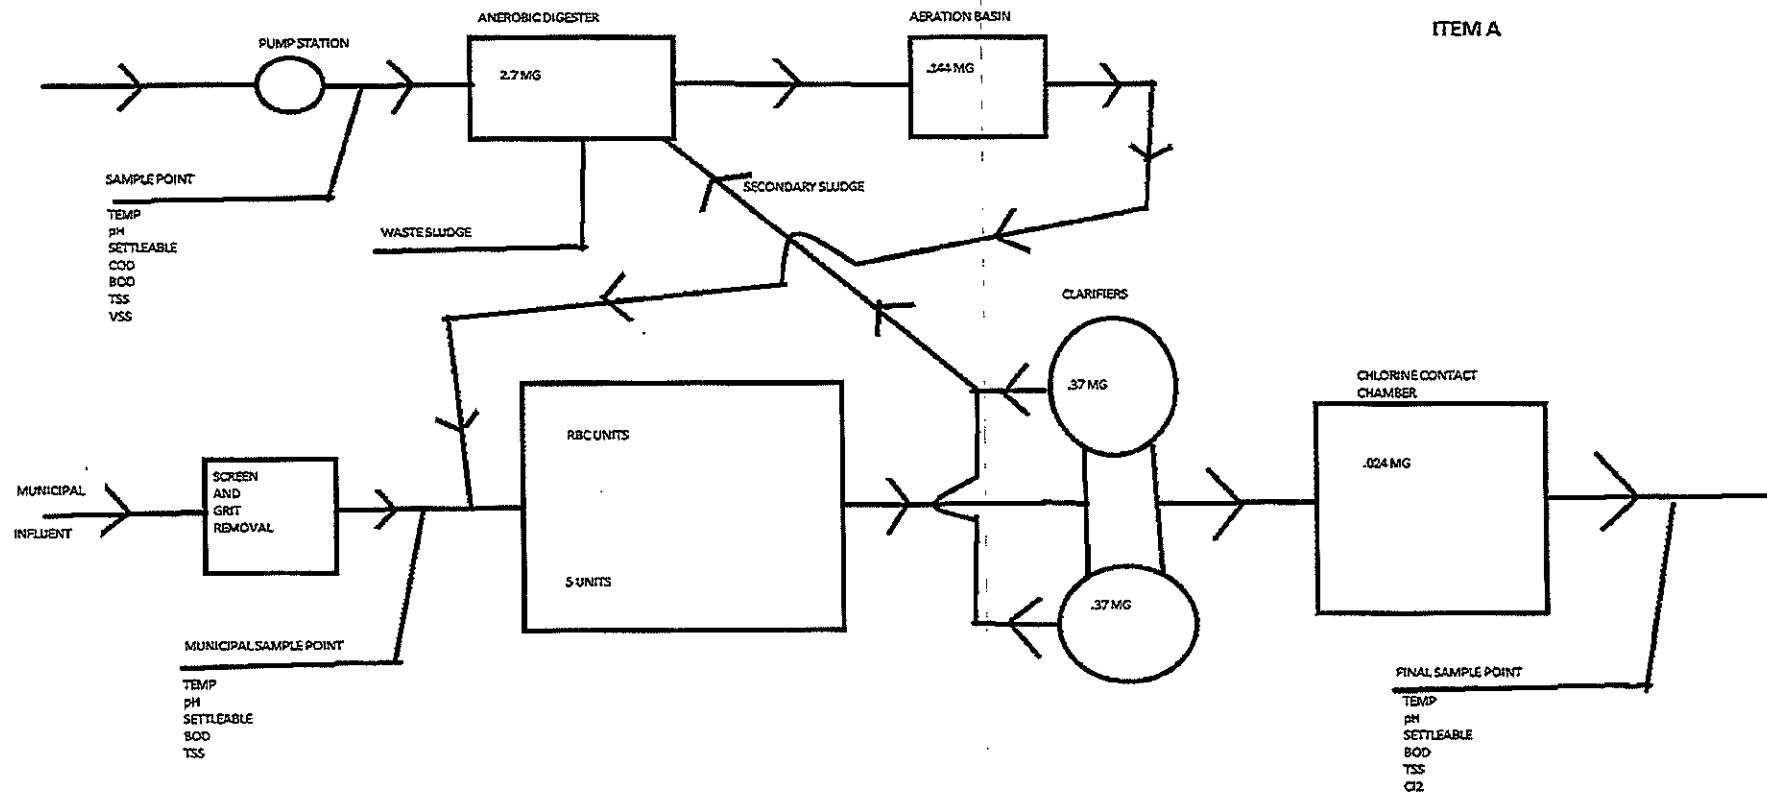 ITEM A
ANEROBIC DIGESTER
AERATION BASIN
PUMP STATION
2.7 MG
.144 MG
SAMPLE POINT
TEMP
pH
SETTLEABLE
COD
BOD
TSS
VSS
WASTE SLUDGE
SECONDARY SLUDGE
CLARIFIERS
.37 MG
.37 MG
CHLORINE CONTACT
CHAMBER
.024 MG
RBC UNITS
5 UNITS
MUNICIPAL
INFLUENT
SCREEN
AND
GRIT
REMOVAL
MUNICIPAL SAMPLE POINT
TEMP
pH
SETTLEABLE
BOD
TSS
FINAL SAMPLE POINT
TEMP
pH
SETTLEABLE
BOD
TSS
Cl2